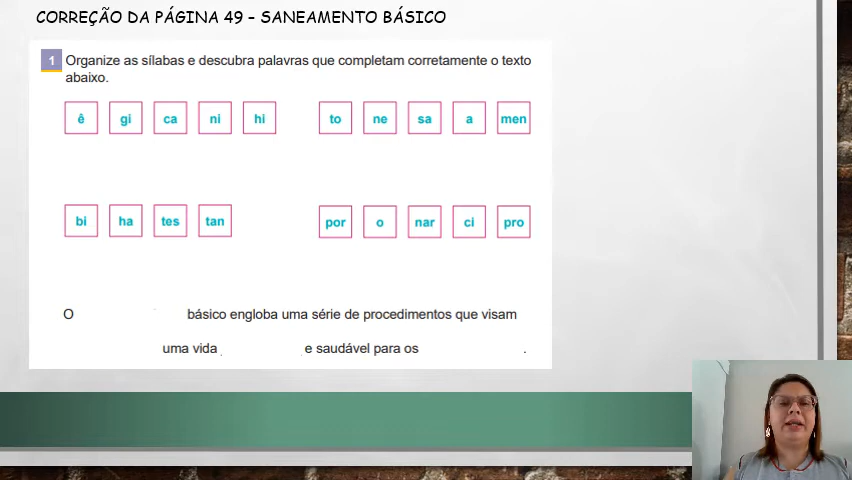 CORREÇÃO DA PÁGINA 49 – SANEAMENTO BÁSICO
1 Organize as sílabas e descubra palavras que completam corretamente o texto
abaixo.
ê gi ca ni hi to ne sa a men
bi ha tes tan por o nar ci pro
O básico engloba uma série de procedimentos que visam
uma vida e saudável para os .